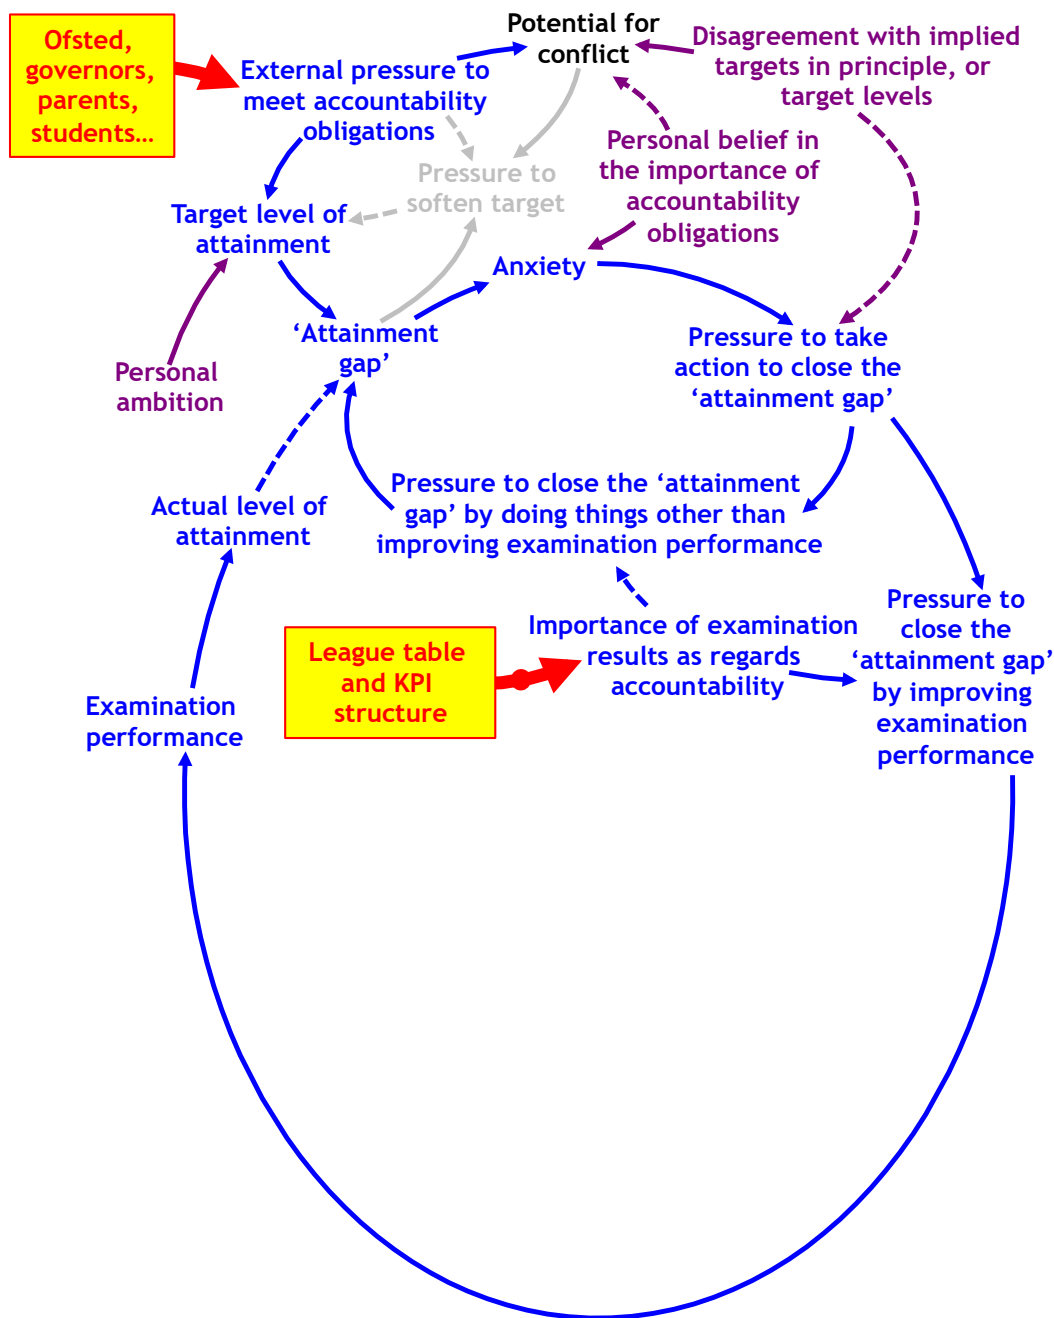 Ofsted,
governors,
parents,
students…
Potential for
conflict
Disagreement with implied
targets in principle, or
target levels
External pressure to
meet accountability
obligations
Personal belief in
the importance of
accountability
obligations
Pressure to
soften target
Target level of
attainment
Anxiety
‘Attainment
gap’
Pressure to take
action to close the
‘attainment gap’
Personal
ambition
Actual level of
attainment
Pressure to close the ‘attainment
gap’ by doing things other than
improving examination performance
League table
and KPI
structure
Importance of examination
results as regards
accountability
Pressure to
close the
‘attainment gap’
by improving
examination
performance
Examination
performance